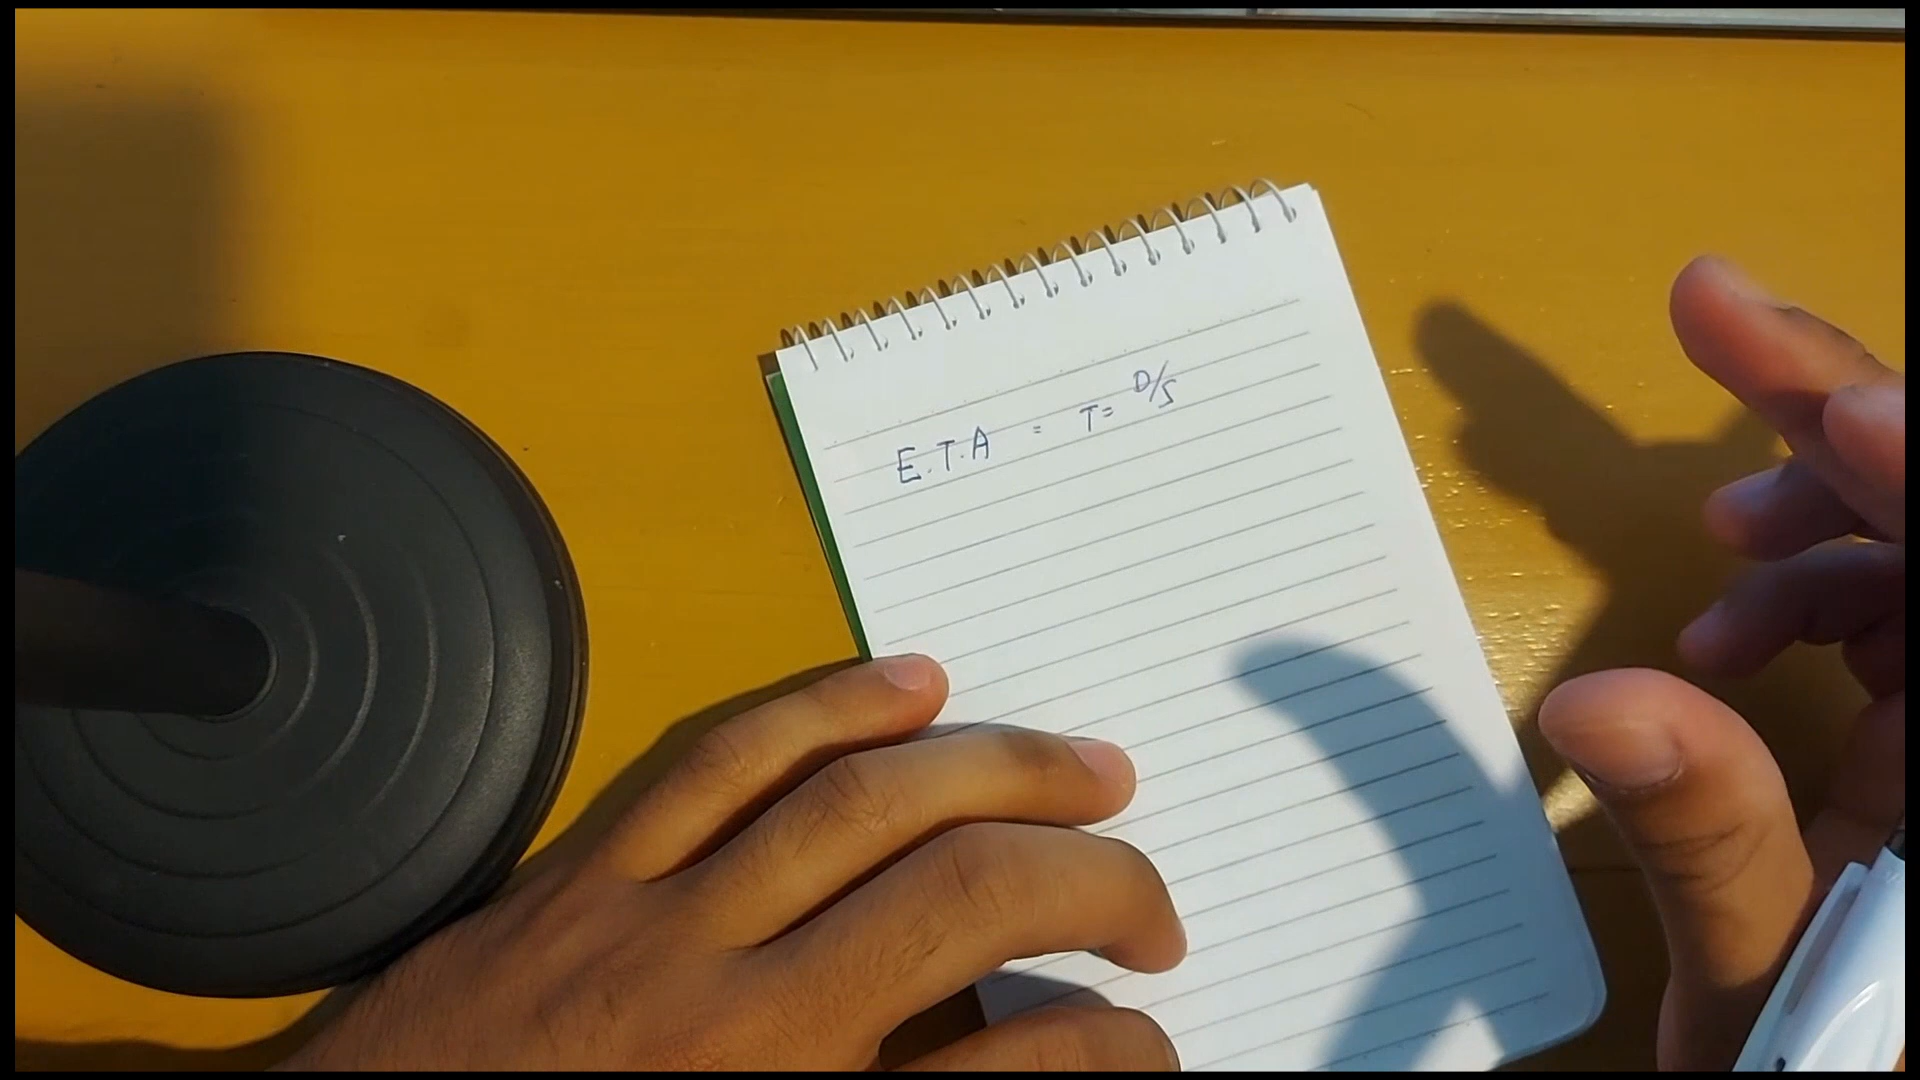 E.T.A = T= D/S